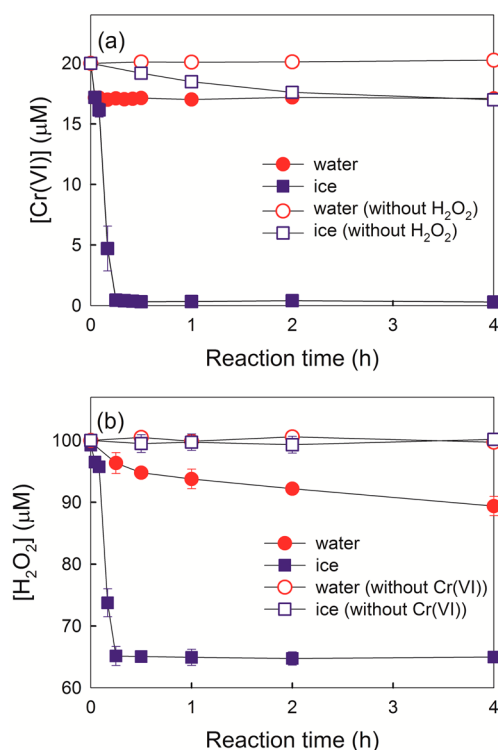 (a)
[Cr(VI)] (μM)
20
15
10
5
0
water
ice
water (without H₂O₂)
ice (without H₂O₂)
0 1 2 3 4
Reaction time (h)
(b)
[H₂O₂] (μM)
100
90
80
70
60
water
ice
water (without Cr(VI))
ice (without Cr(VI))
0 1 2 3 4
Reaction time (h)